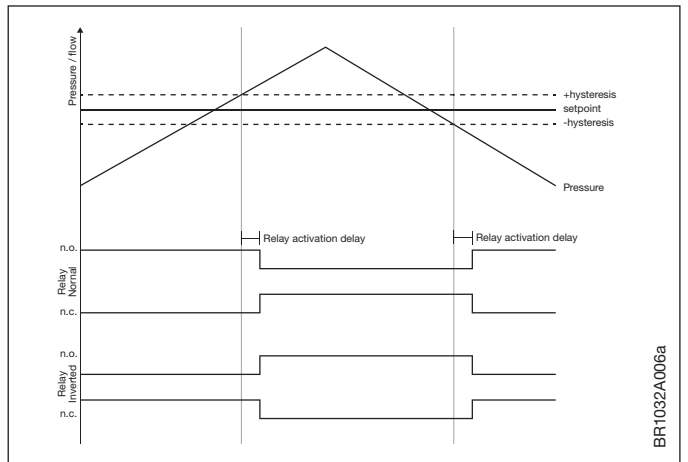 Pressure / flow
+hysteresis
setpoint
-hysteresis
Pressure
Relay activation delay
Relay activation delay
n.o.
Relay
Normal
n.c.
n.o.
Relay
Inverted
n.c.
BR1032A006a